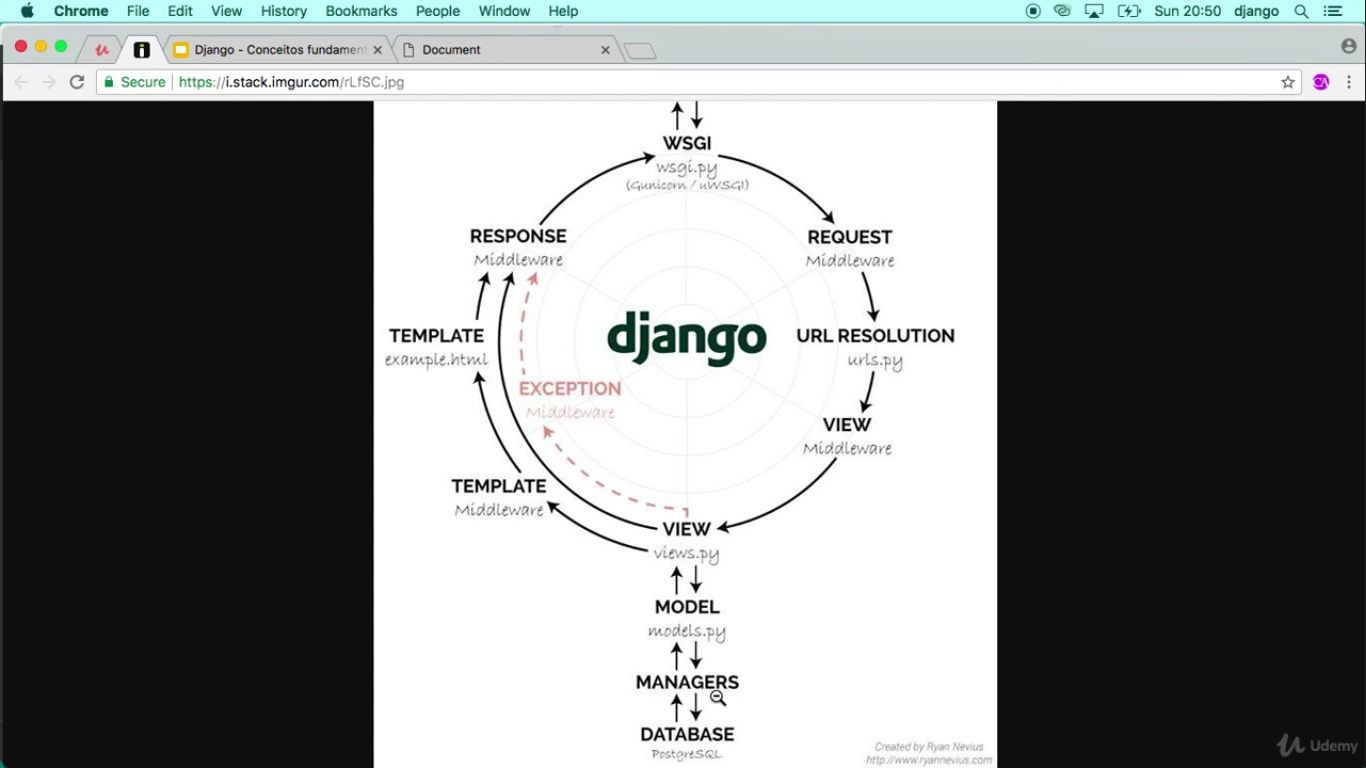 Chrome File Edit View History Bookmarks People Window Help Sun 20:50 django
Django - Conceitos fundamen Document
Secure https://i.stack.imgur.com/rLfSC.jpg
WSGI
wsgi.py
(Gunicorn / uWSGI)
RESPONSE
Middleware
REQUEST
Middleware
django
TEMPLATE
example.html
URL RESOLUTION
urls.py
EXCEPTION
Middleware
VIEW
Middleware
TEMPLATE
Middleware
VIEW
views.py
MODEL
models.py
MANAGERS
DATABASE
PostgreSQL
Created by Ryan Nevius
http://www.ryannevius.com
Udemy